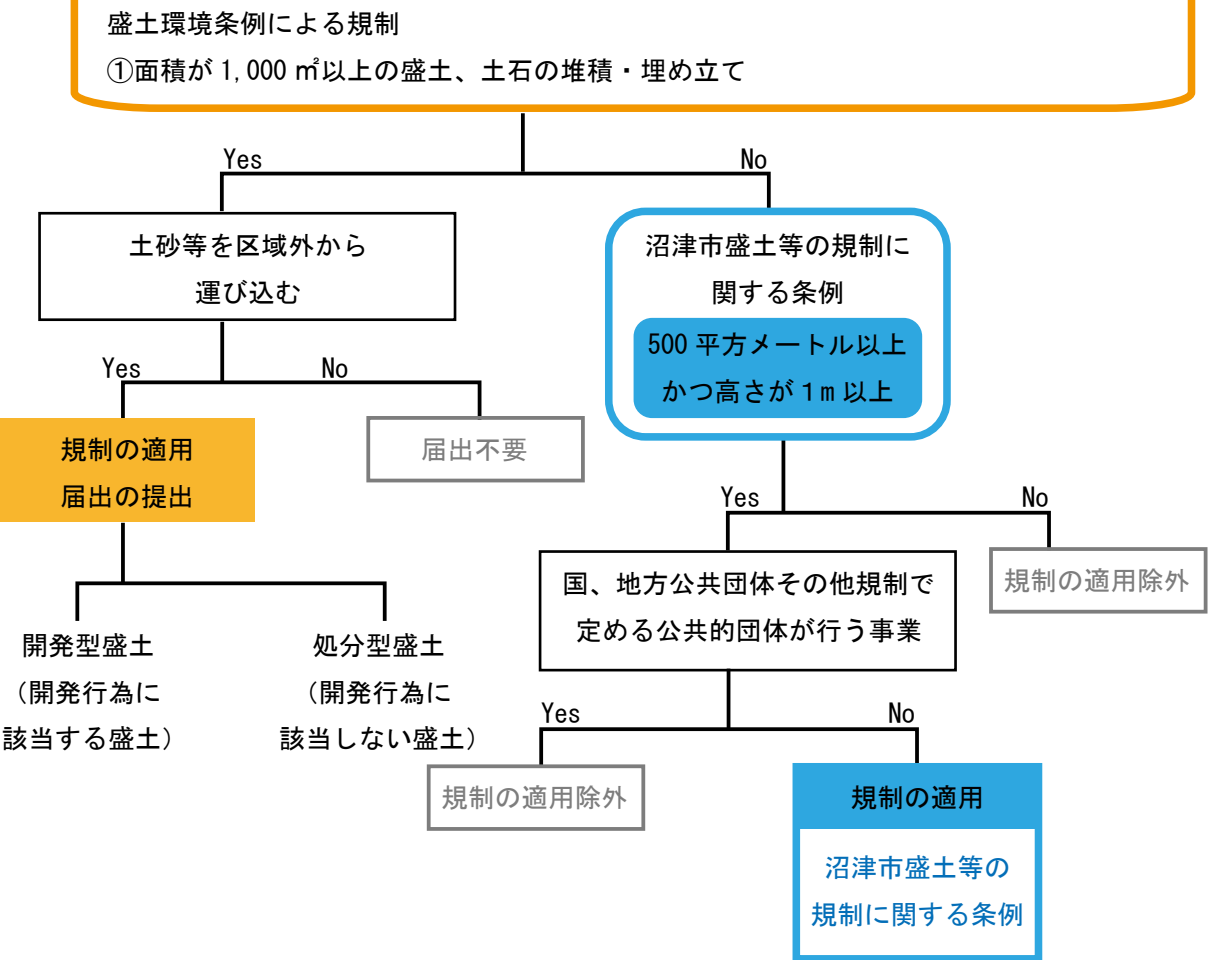 盛土環境条例による規制
①面積が 1,000 ㎡以上の盛土、土石の堆積・埋め立て
Yes
No
土砂等を区域外から
運び込む
沼津市盛土等の規制に
関する条例
500 平方メートル以上
かつ高さが 1m 以上
Yes
No
規制の適用
届出の提出
届出不要
Yes
No
国、地方公共団体その他規制で
定める公共的団体が行う事業
規制の適用除外
開発型盛土
(開発行為に
該当する盛土)
処分型盛土
(開発行為に
該当しない盛土)
Yes
No
規制の適用除外
規制の適用
沼津市盛土等の
規制に関する条例